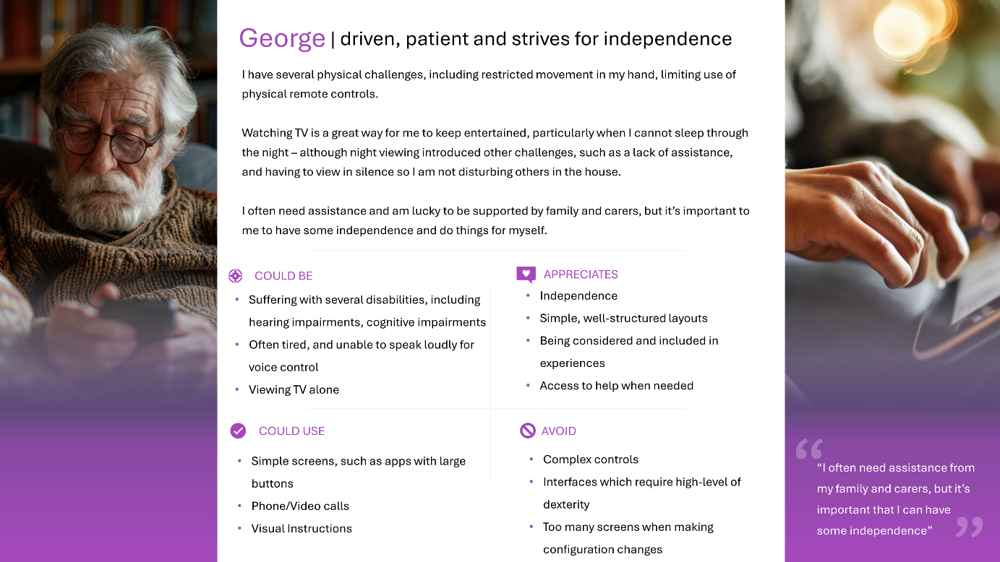 George | driven, patient and strives for independence
I have several physical challenges, including restricted movement in my hand, limiting use of
physical remote controls.
Watching TV is a great way for me to keep entertained, particularly when I cannot sleep through
the night – although night viewing introduced other challenges, such as a lack of assistance,
and having to view in silence so I am not disturbing others in the house.
I often need assistance and am lucky to be supported by family and carers, but it’s important to
me to have some independence and do things for myself.
COULD BE
• Suffering with several disabilities, including
hearing impairments, cognitive impairments
• Often tired, and unable to speak loudly for
voice control
• Viewing TV alone
APPRECIATES
• Independence
• Simple, well-structured layouts
• Being considered and included in
experiences
• Access to help when needed
COULD USE
• Simple screens, such as apps with large
buttons
• Phone/Video calls
• Visual Instructions
AVOID
• Complex controls
• Interfaces which require high-level of
dexterity
• Too many screens when making
configuration changes
“I often need assistance from
my family and carers, but it’s
important that I can have
some independence”